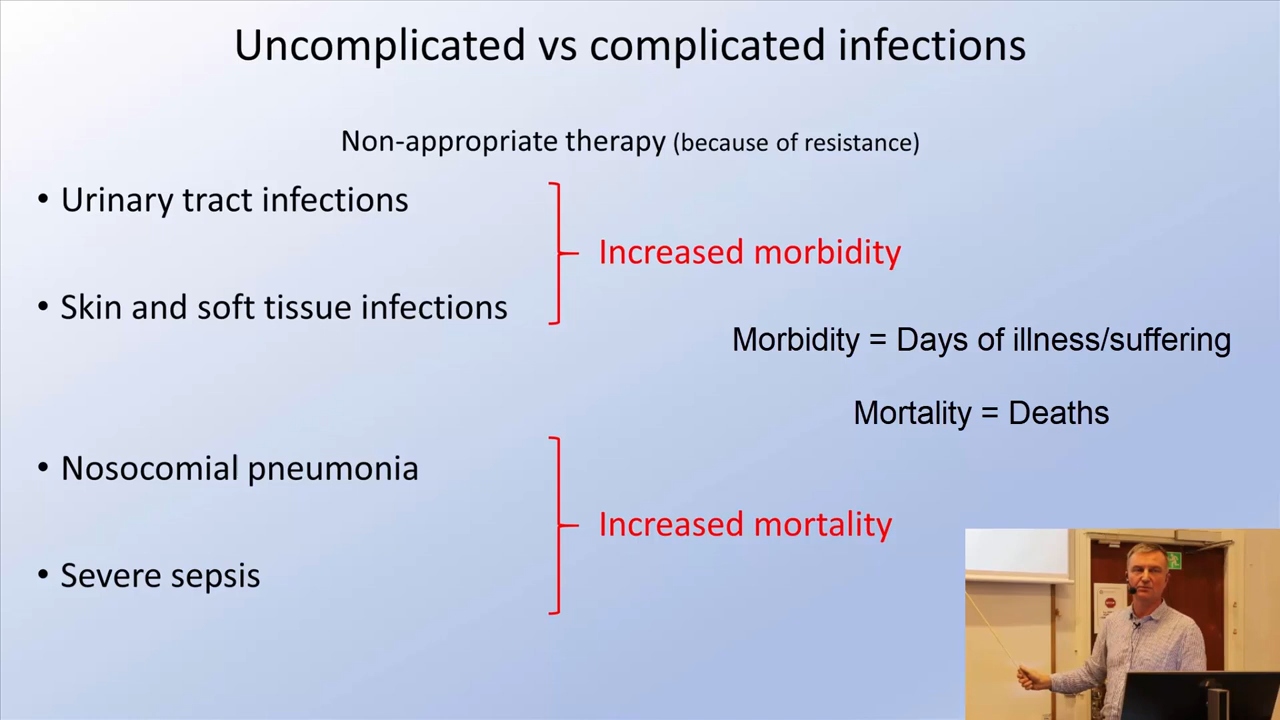 Uncomplicated vs complicated infections
Non-appropriate therapy (because of resistance)
• Urinary tract infections
Increased morbidity
• Skin and soft tissue infections
Morbidity = Days of illness/suffering
Mortality = Deaths
• Nosocomial pneumonia
Increased mortality
• Severe sepsis